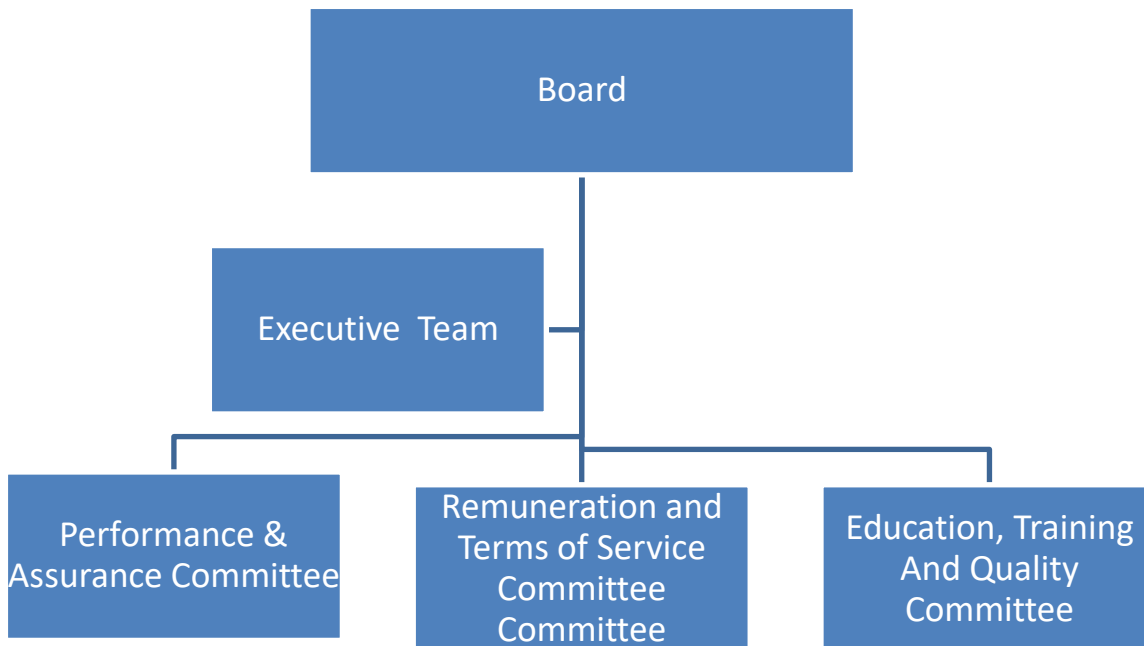 Board
Executive  Team
Performance &
Assurance Committee
Remuneration and
Terms of Service
Committee
Committee
Education, Training
And Quality
Committee